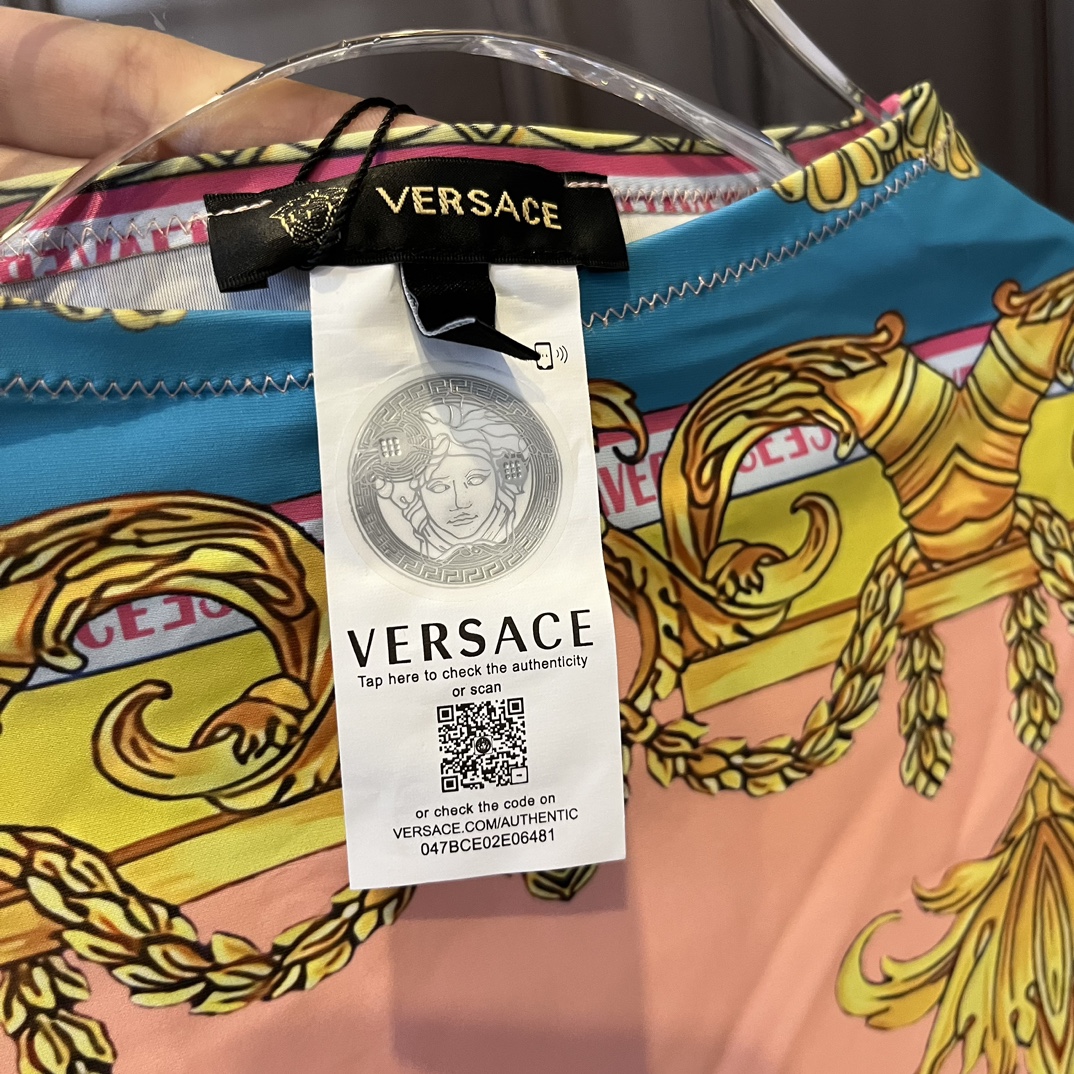 VERSACE
VERSACE
Tap here to check the authenticity
or scan
or check the code on
VERSACE.COM/AUTHENTIC
047BCE02E06481